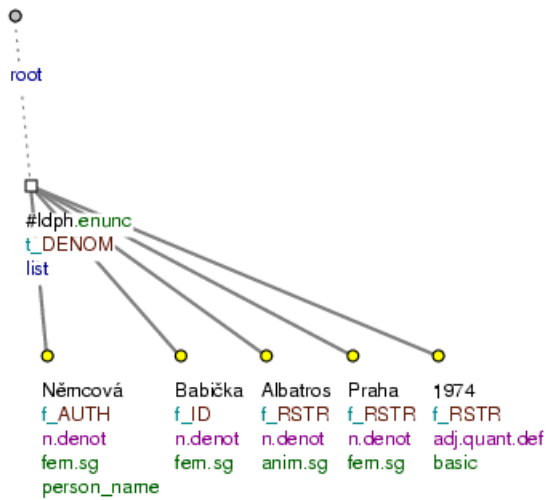 root
#Idph.enunc
t_DENOM
list
Němcová Babička Albatros Praha 1974
f_AUTH f_ID f_RSTR f_RSTR f_RSTR
n.denot n.denot n.denot n.denot adj.quant.def
fem.sg fem.sg anim.sg fem.sg basic
person_name